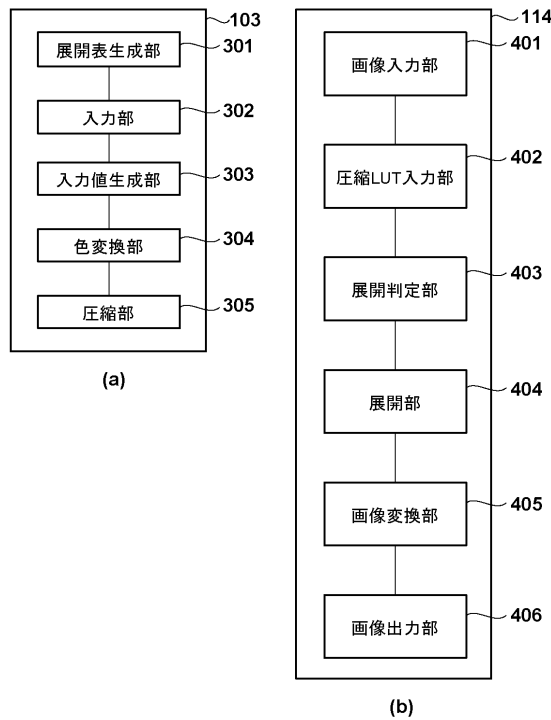 103
展開表生成部
301
入力部
302
入力値生成部
303
色変換部
304
圧縮部
305
(a)
114
画像入力部
401
圧縮LUT入力部
402
展開判定部
403
展開部
404
画像変換部
405
画像出力部
406
(b)